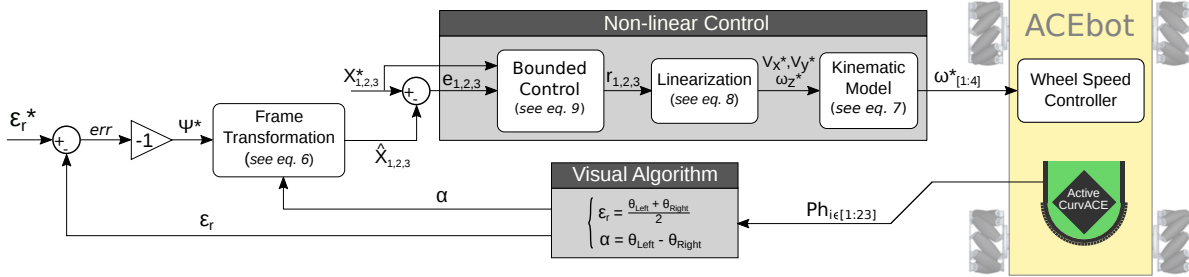 Non-linear Control
ACEbot
X*1,2,3
e1,2,3
Bounded
Control
(see eq. 9)
r1,2,3
Linearization
(see eq. 8)
Vx*,Vy*
ωz*
Kinematic
Model
(see eq. 7)
ω*[1:4]
Wheel Speed
Controller
+
-
εr*
+
-
err
-1
Ψ*
Frame
Transformation
(see eq. 6)
X̂1,2,3
Visual Algorithm
εr = θLeft + θRight
2
α = θLeft - θRight
α
εr
Phiϵ[1:23]
Active
CurvACE